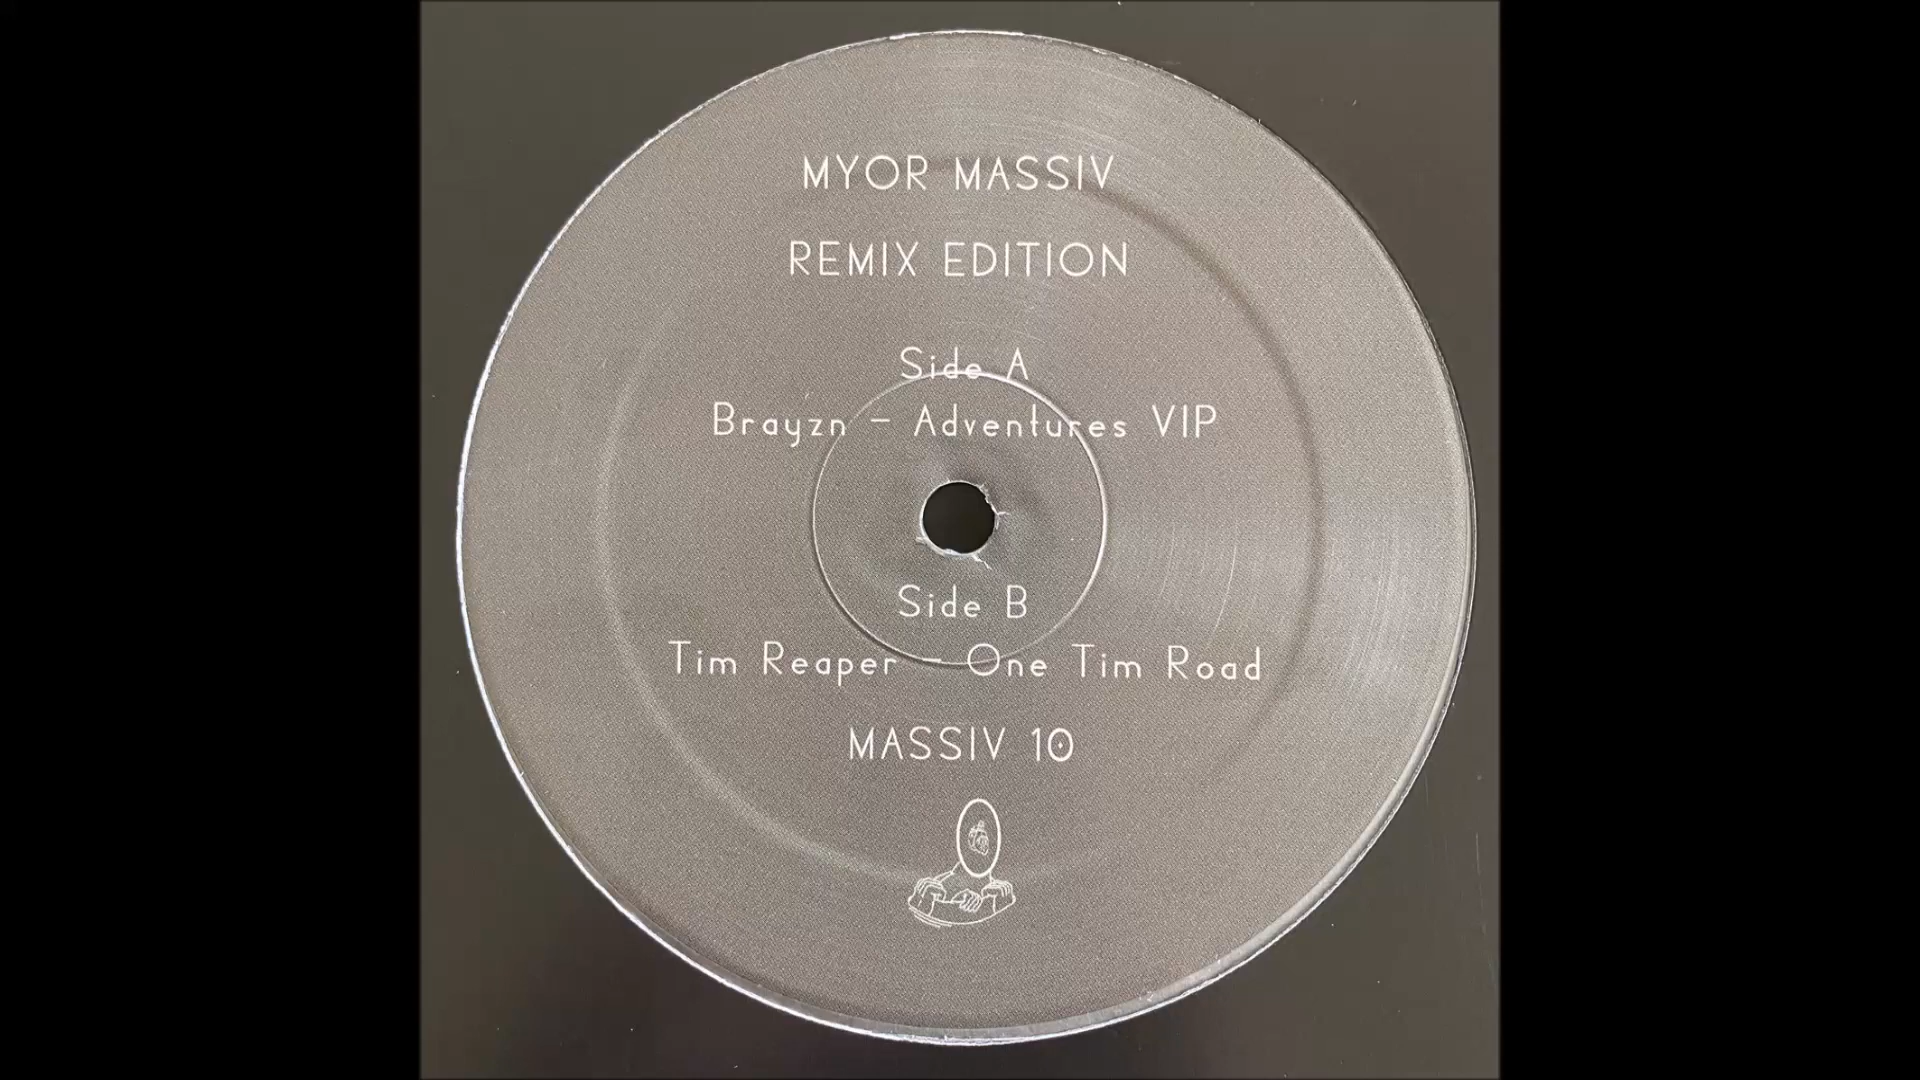 MYOR MASSIV
REMIX EDITION
Side A
Brayzn – Adventures VIP
Side B
Tim Reaper – One Tim Road
MASSIV 10